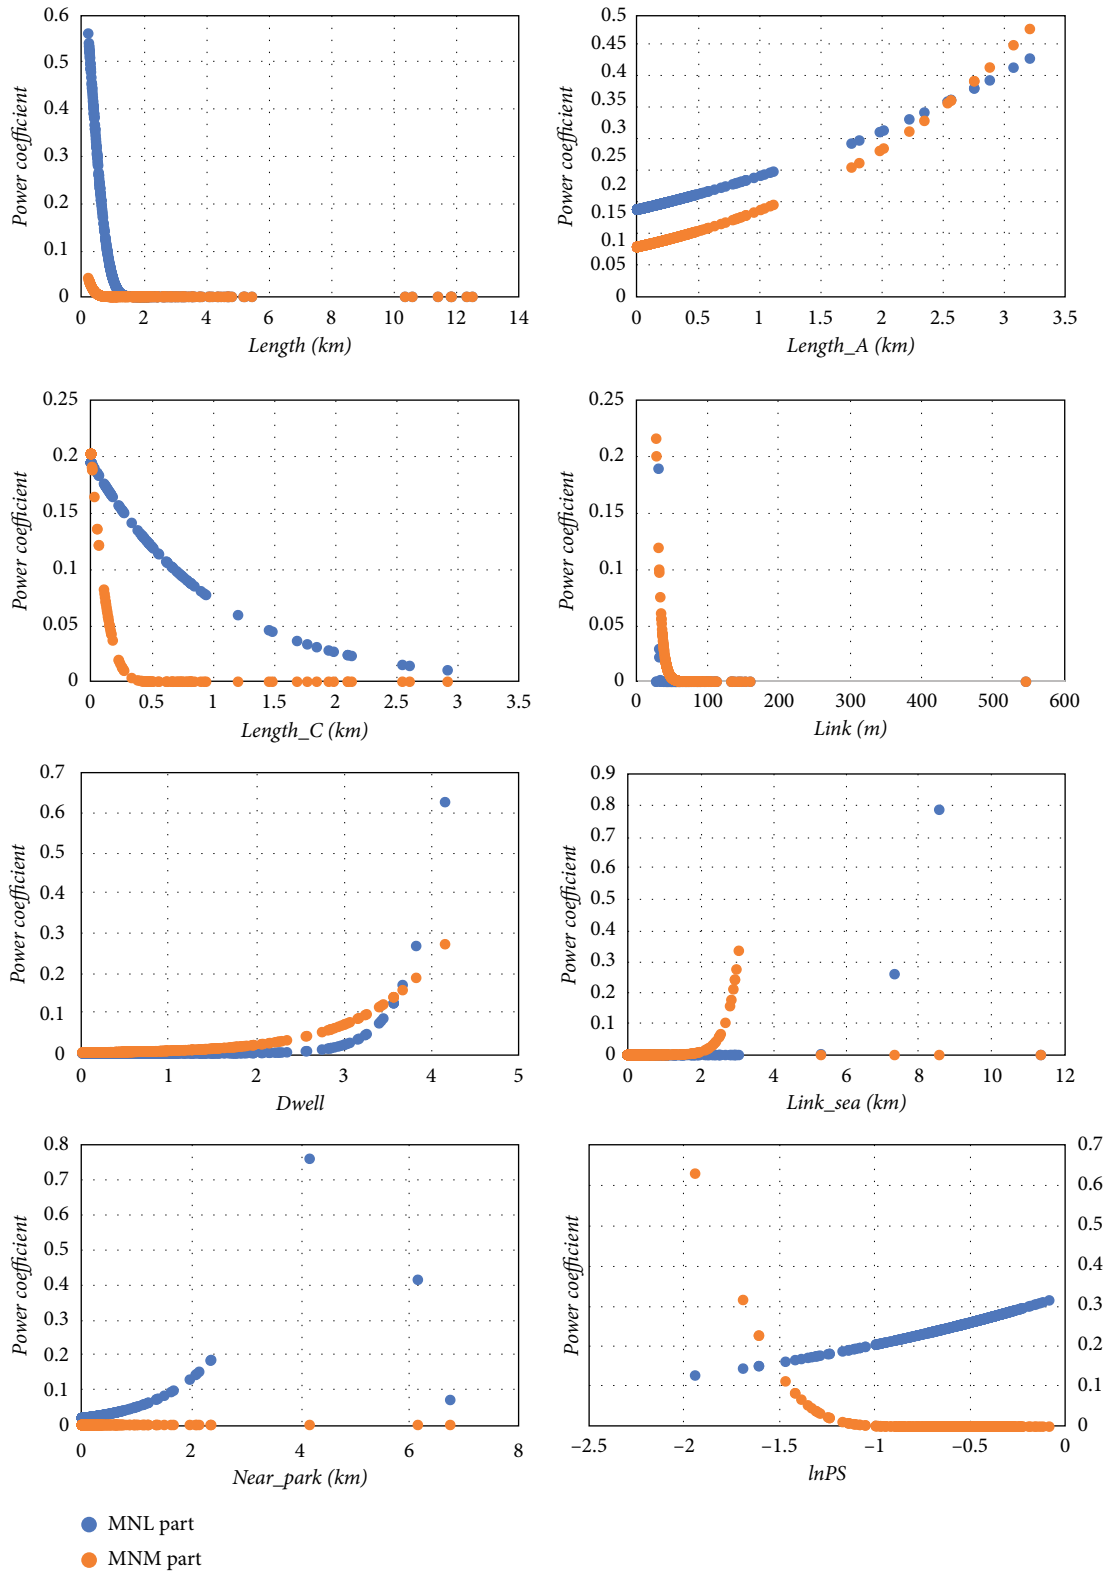 0.6
0.5
0.4
0.3
0.2
0.1
0
Power coefficient
0 2 4 6 8 10 12 14
Length (km)
0.5
0.45
0.4
0.35
0.3
0.25
0.2
0.15
0.1
0.05
0
Power coefficient
0 0.5 1 1.5 2 2.5 3 3.5
Length_A (km)
0.25
0.2
0.15
0.1
0.05
0
Power coefficient
0 0.5 1 1.5 2 2.5 3 3.5
Length_C (km)
0.25
0.2
0.15
0.1
0.05
0
Power coefficient
0 100 200 300 400 500 600
Link (m)
0.7
0.6
0.5
0.4
0.3
0.2
0.1
0
Power coefficient
0 1 2 3 4 5
Dwell
0.9
0.8
0.7
0.6
0.5
0.4
0.3
0.2
0.1
0
Power coefficient
0 2 4 6 8 10 12
Link_sea (km)
0.8
0.7
0.6
0.5
0.4
0.3
0.2
0.1
0
Power coefficient
0 2 4 6 8
Near_park (km)
Power coefficient
0.7
0.6
0.5
0.4
0.3
0.2
0.1
0
−2.5 −2 −1.5 −1 −0.5 0
lnPS
MNL part
MNM part